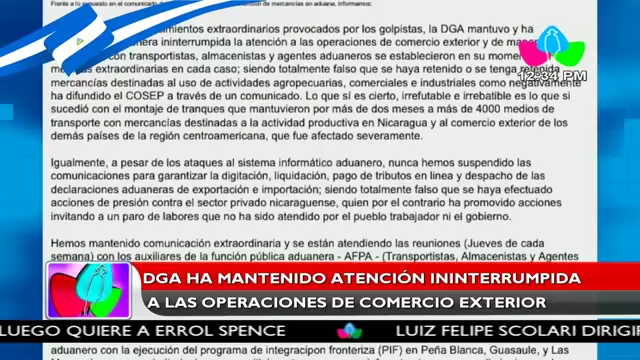 Frente a lo expuesto en el comunicado de mercancías en aduana, informamos:
imientos extraordinarios provocados por los golpistas, la DGA mantuvo y ha
nera ininterrumpida la atención a las operaciones de comercio exterior y de
con transportistas, almacenistas y agentes aduaneros se establecieron en su
12:34 PM
medidas extraordinarias en cada caso; siendo totalmente falso que se haya retenido o se tenga retenida
mercancías destinadas al uso de actividades agropecuarias, comerciales e industriales como negativamente
ha difundido el COSEP a través de un comunicado. Lo que sí es cierto, irrefutable e irrebatible es lo que si
sucedió con el montaje de tranques que mantuvieron por más de dos meses a más de 4000 medios de
transporte con mercancías destinadas a la actividad productiva en Nicaragua y al comercio exterior de los
demás países de la región centroamericana, que fue afectado severamente.
Igualmente, a pesar de los ataques al sistema informático aduanero, nunca hemos suspendido las
comunicaciones para garantizar la digitación, liquidación, pago de tributos en linea y despacho de las
declaraciones aduaneras de exportación e importación; siendo totalmente falso que se haya efectuado
acciones de presión contra el sector privado nicaraguense, quien por el contrario ha promovido acciones
invitando a un paro de labores que no ha sido atendido por el pueblo trabajador ni el gobierno.
Hemos mantenido comunicación extraordinaria y se están atendiendo las reuniones (Jueves de cada
semana) con los auxiliares de la función pública aduanera - AFPA - (Transportistas, Almacenistas y Agentes
DGA HA MANTENIDO ATENCIÓN ININTERRUMPIDA
A LAS OPERACIONES DE COMERCIO EXTERIOR
LUEGO QUIERE A ERROL SPENCE LUIZ FELIPE SCOLARI DIRIGI
aduanero con la ejecución del programa de integracipon fronteriza (PIF) en Peña Blanca, Guasaule, y Las